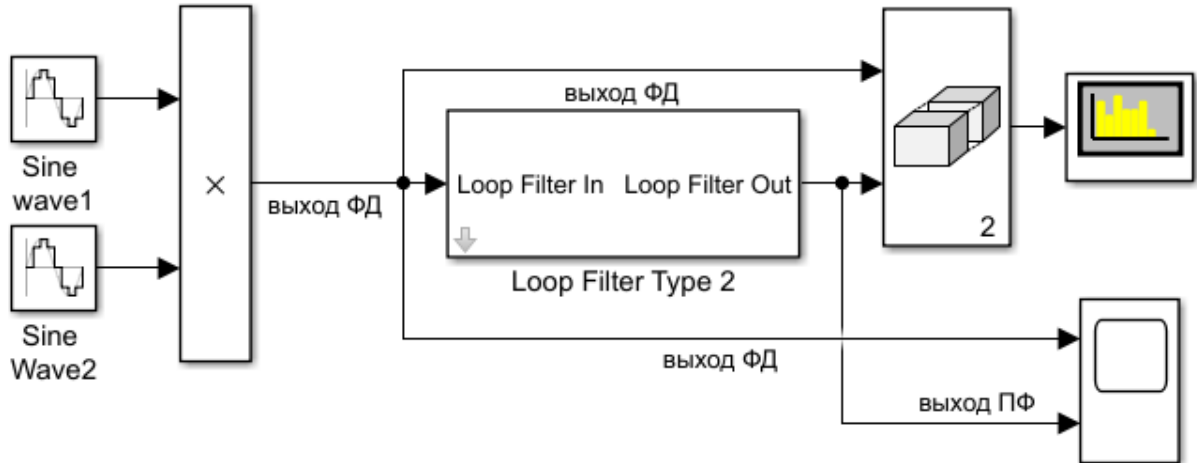 Sine
wave1
Sine
Wave2
×
выход ФД
выход ФД
Loop Filter In Loop Filter Out
Loop Filter Type 2
2
выход ФД
выход ПФ